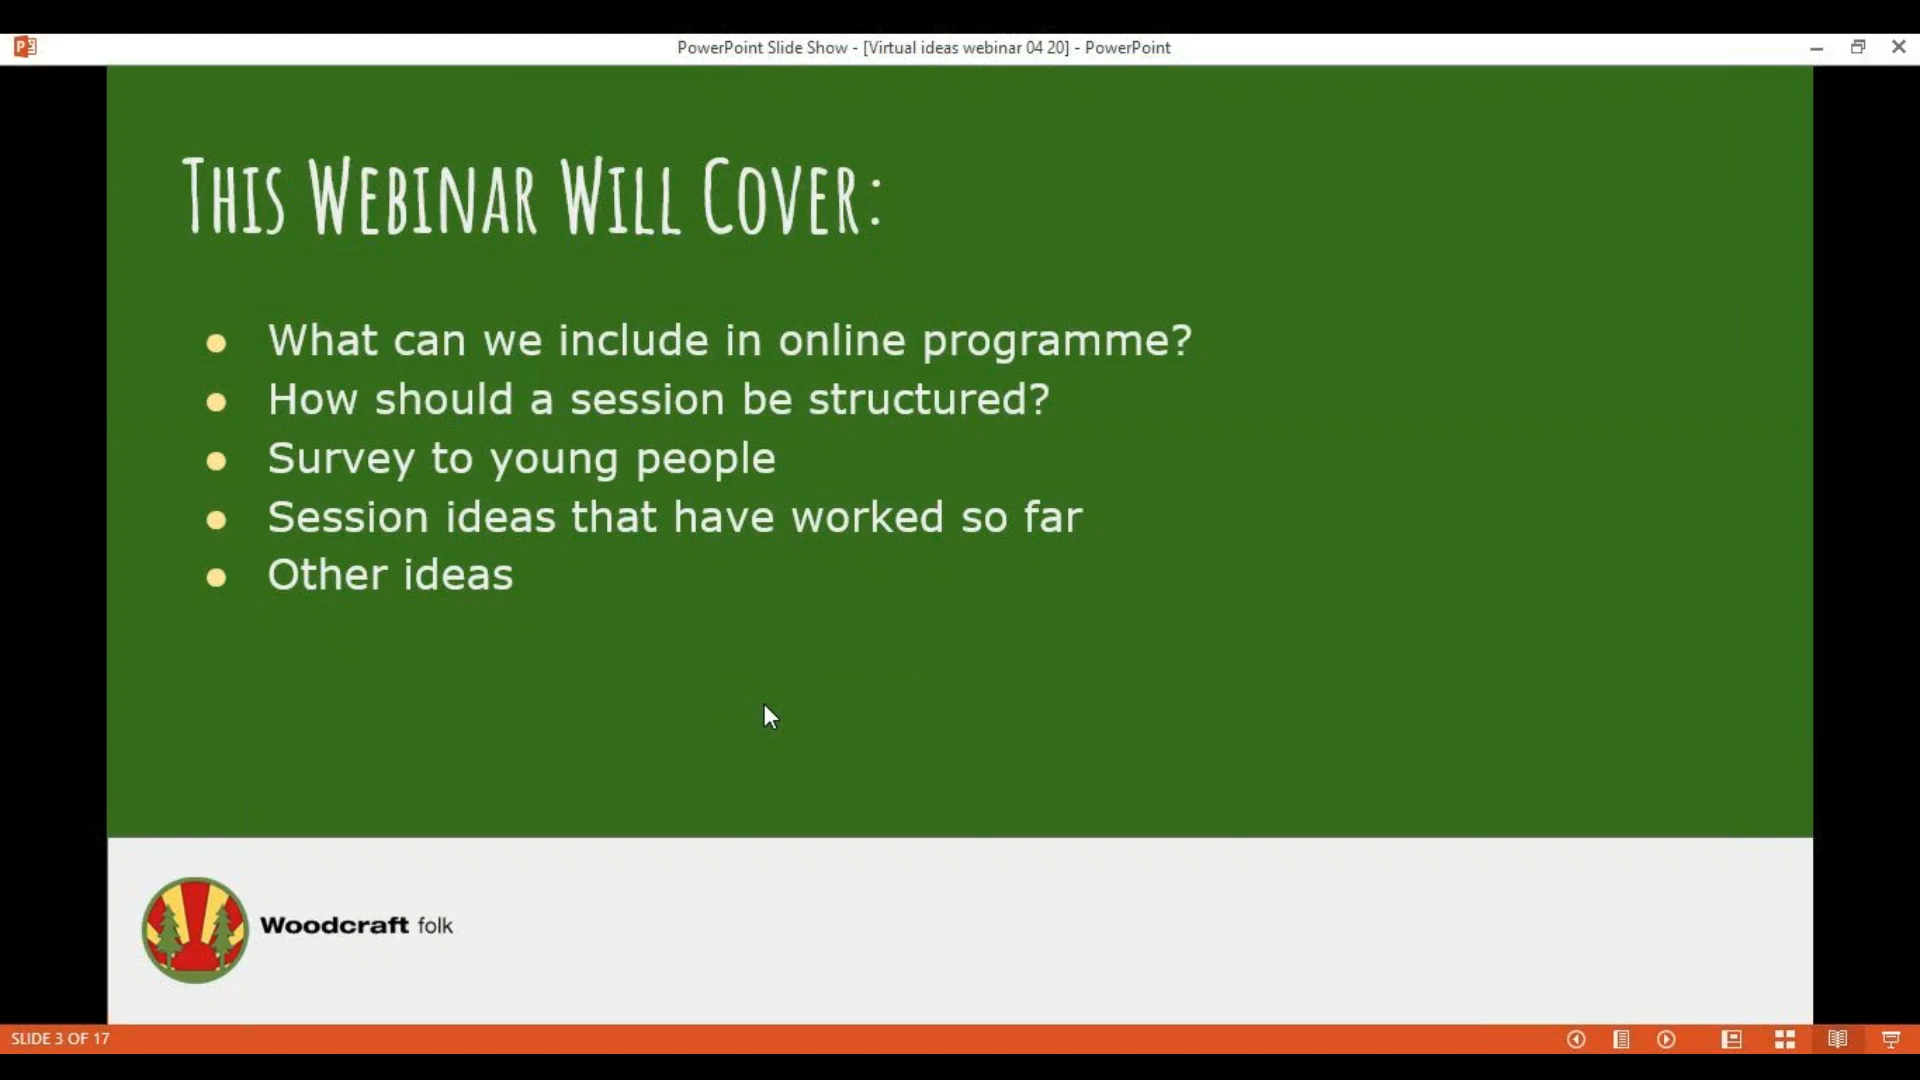 PowerPoint Slide Show - [Virtual ideas webinar 04 20] - PowerPoint
THIS WEBINAR WILL COVER:
● What can we include in online programme?
● How should a session be structured?
● Survey to young people
● Session ideas that have worked so far
● Other ideas
Woodcraft folk
SLIDE 3 OF 17